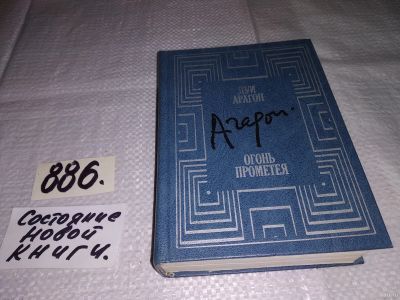 ЛУИ
АРАГОН
Арагон.
ОГОНЬ
ПРОМЕТЕЯ
886.
Состояние
новой
книги.